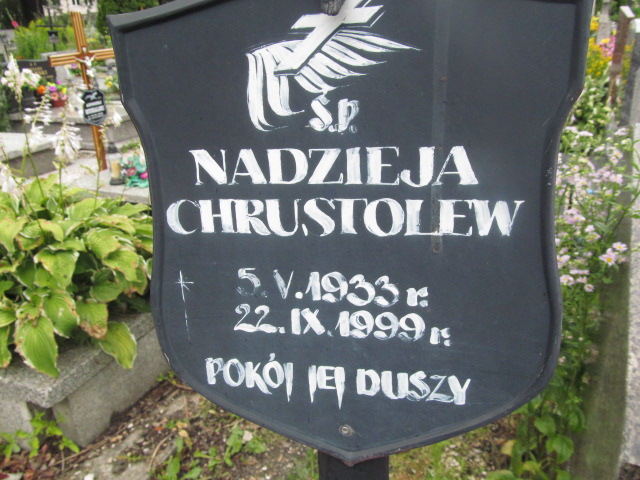 Ś.P.
NADZIEJA
CHRUSTOLEW
5.V.1933 r.
22.IX.1999 r.
POKÓJ JEJ DUSZY